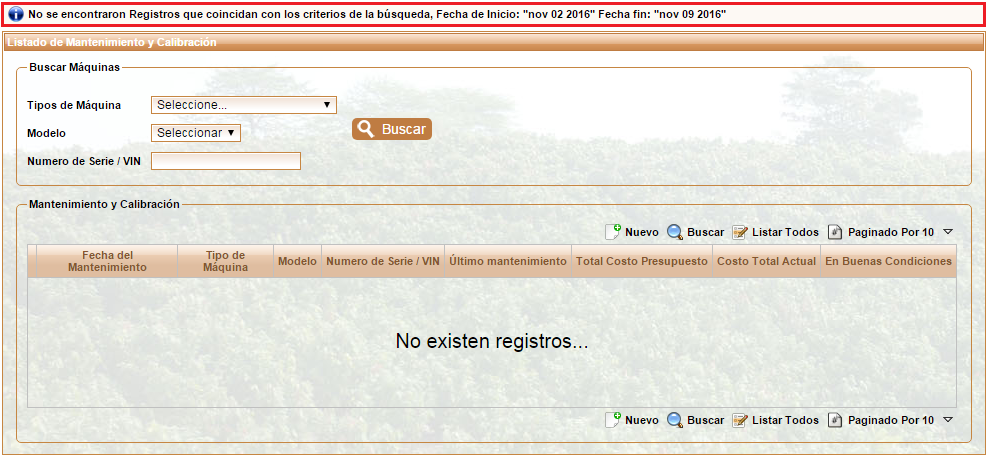 No se encontraron Registros que coincidan con los criterios de la búsqueda, Fecha de Inicio: "nov 02 2016" Fecha fin: "nov 09 2016"
Listado de Mantenimiento y Calibración
Buscar Máquinas
Tipos de Máquina Seleccione...
Modelo Seleccionar
Buscar
Numero de Serie / VIN
Mantenimiento y Calibración
Nuevo Buscar Listar Todos Paginado Por 10
Fecha del Mantenimiento Tipo de Máquina Modelo Numero de Serie / VIN Último mantenimiento Total Costo Presupuesto Costo Total Actual En Buenas Condiciones
No existen registros...
Nuevo Buscar Listar Todos Paginado Por 10